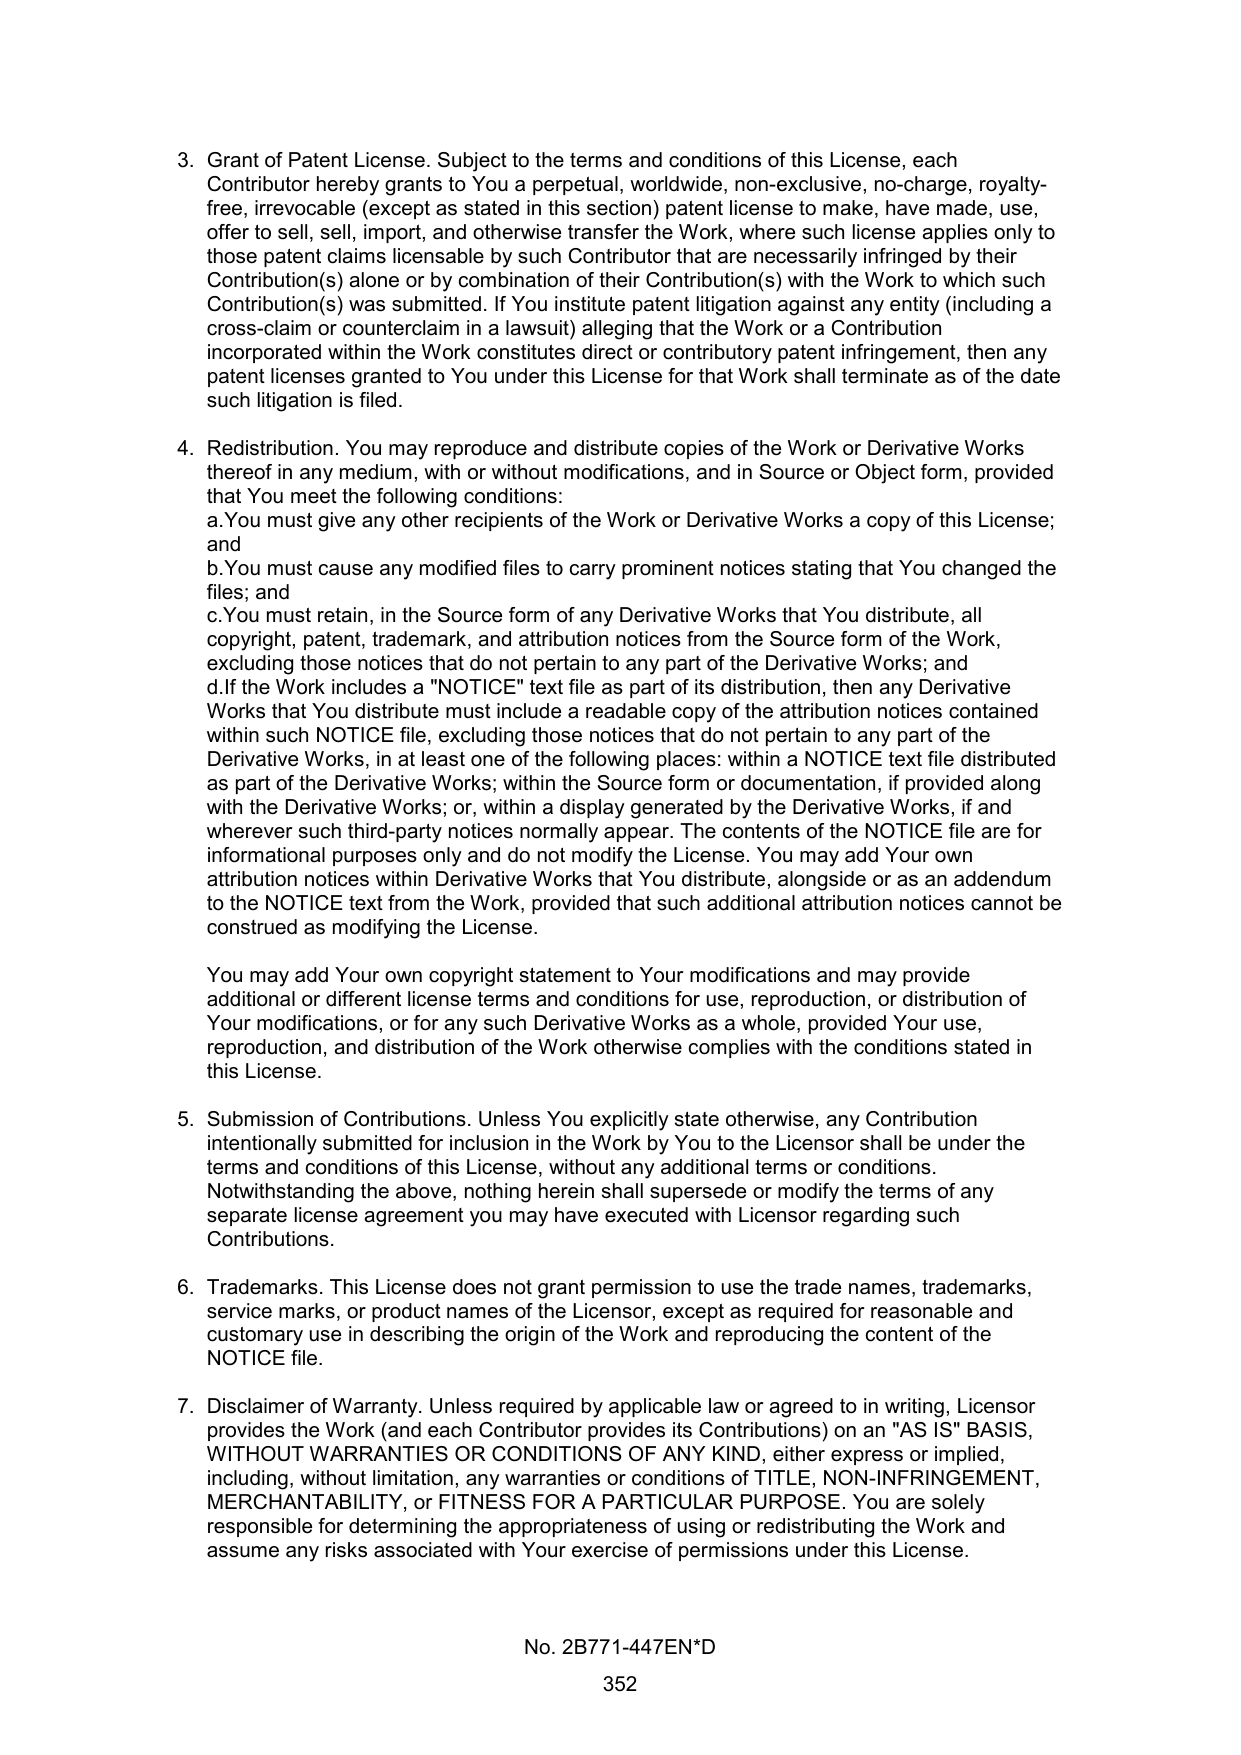 3. Grant of Patent License. Subject to the terms and conditions of this License, each
Contributor hereby grants to You a perpetual, worldwide, non-exclusive, no-charge, royalty-
free, irrevocable (except as stated in this section) patent license to make, have made, use,
offer to sell, sell, import, and otherwise transfer the Work, where such license applies only to
those patent claims licensable by such Contributor that are necessarily infringed by their
Contribution(s) alone or by combination of their Contribution(s) with the Work to which such
Contribution(s) was submitted. If You institute patent litigation against any entity (including a
cross-claim or counterclaim in a lawsuit) alleging that the Work or a Contribution
incorporated within the Work constitutes direct or contributory patent infringement, then any
patent licenses granted to You under this License for that Work shall terminate as of the date
such litigation is filed.
4. Redistribution. You may reproduce and distribute copies of the Work or Derivative Works
thereof in any medium, with or without modifications, and in Source or Object form, provided
that You meet the following conditions:
a.You must give any other recipients of the Work or Derivative Works a copy of this License;
and
b.You must cause any modified files to carry prominent notices stating that You changed the
files; and
c.You must retain, in the Source form of any Derivative Works that You distribute, all
copyright, patent, trademark, and attribution notices from the Source form of the Work,
excluding those notices that do not pertain to any part of the Derivative Works; and
d.If the Work includes a "NOTICE" text file as part of its distribution, then any Derivative
Works that You distribute must include a readable copy of the attribution notices contained
within such NOTICE file, excluding those notices that do not pertain to any part of the
Derivative Works, in at least one of the following places: within a NOTICE text file distributed
as part of the Derivative Works; within the Source form or documentation, if provided along
with the Derivative Works; or, within a display generated by the Derivative Works, if and
wherever such third-party notices normally appear. The contents of the NOTICE file are for
informational purposes only and do not modify the License. You may add Your own
attribution notices within Derivative Works that You distribute, alongside or as an addendum
to the NOTICE text from the Work, provided that such additional attribution notices cannot be
construed as modifying the License.
You may add Your own copyright statement to Your modifications and may provide
additional or different license terms and conditions for use, reproduction, or distribution of
Your modifications, or for any such Derivative Works as a whole, provided Your use,
reproduction, and distribution of the Work otherwise complies with the conditions stated in
this License.
5. Submission of Contributions. Unless You explicitly state otherwise, any Contribution
intentionally submitted for inclusion in the Work by You to the Licensor shall be under the
terms and conditions of this License, without any additional terms or conditions.
Notwithstanding the above, nothing herein shall supersede or modify the terms of any
separate license agreement you may have executed with Licensor regarding such
Contributions.
6. Trademarks. This License does not grant permission to use the trade names, trademarks,
service marks, or product names of the Licensor, except as required for reasonable and
customary use in describing the origin of the Work and reproducing the content of the
NOTICE file.
7. Disclaimer of Warranty. Unless required by applicable law or agreed to in writing, Licensor
provides the Work (and each Contributor provides its Contributions) on an "AS IS" BASIS,
WITHOUT WARRANTIES OR CONDITIONS OF ANY KIND, either express or implied,
including, without limitation, any warranties or conditions of TITLE, NON-INFRINGEMENT,
MERCHANTABILITY, or FITNESS FOR A PARTICULAR PURPOSE. You are solely
responsible for determining the appropriateness of using or redistributing the Work and
assume any risks associated with Your exercise of permissions under this License.
No. 2B771-447EN*D
352